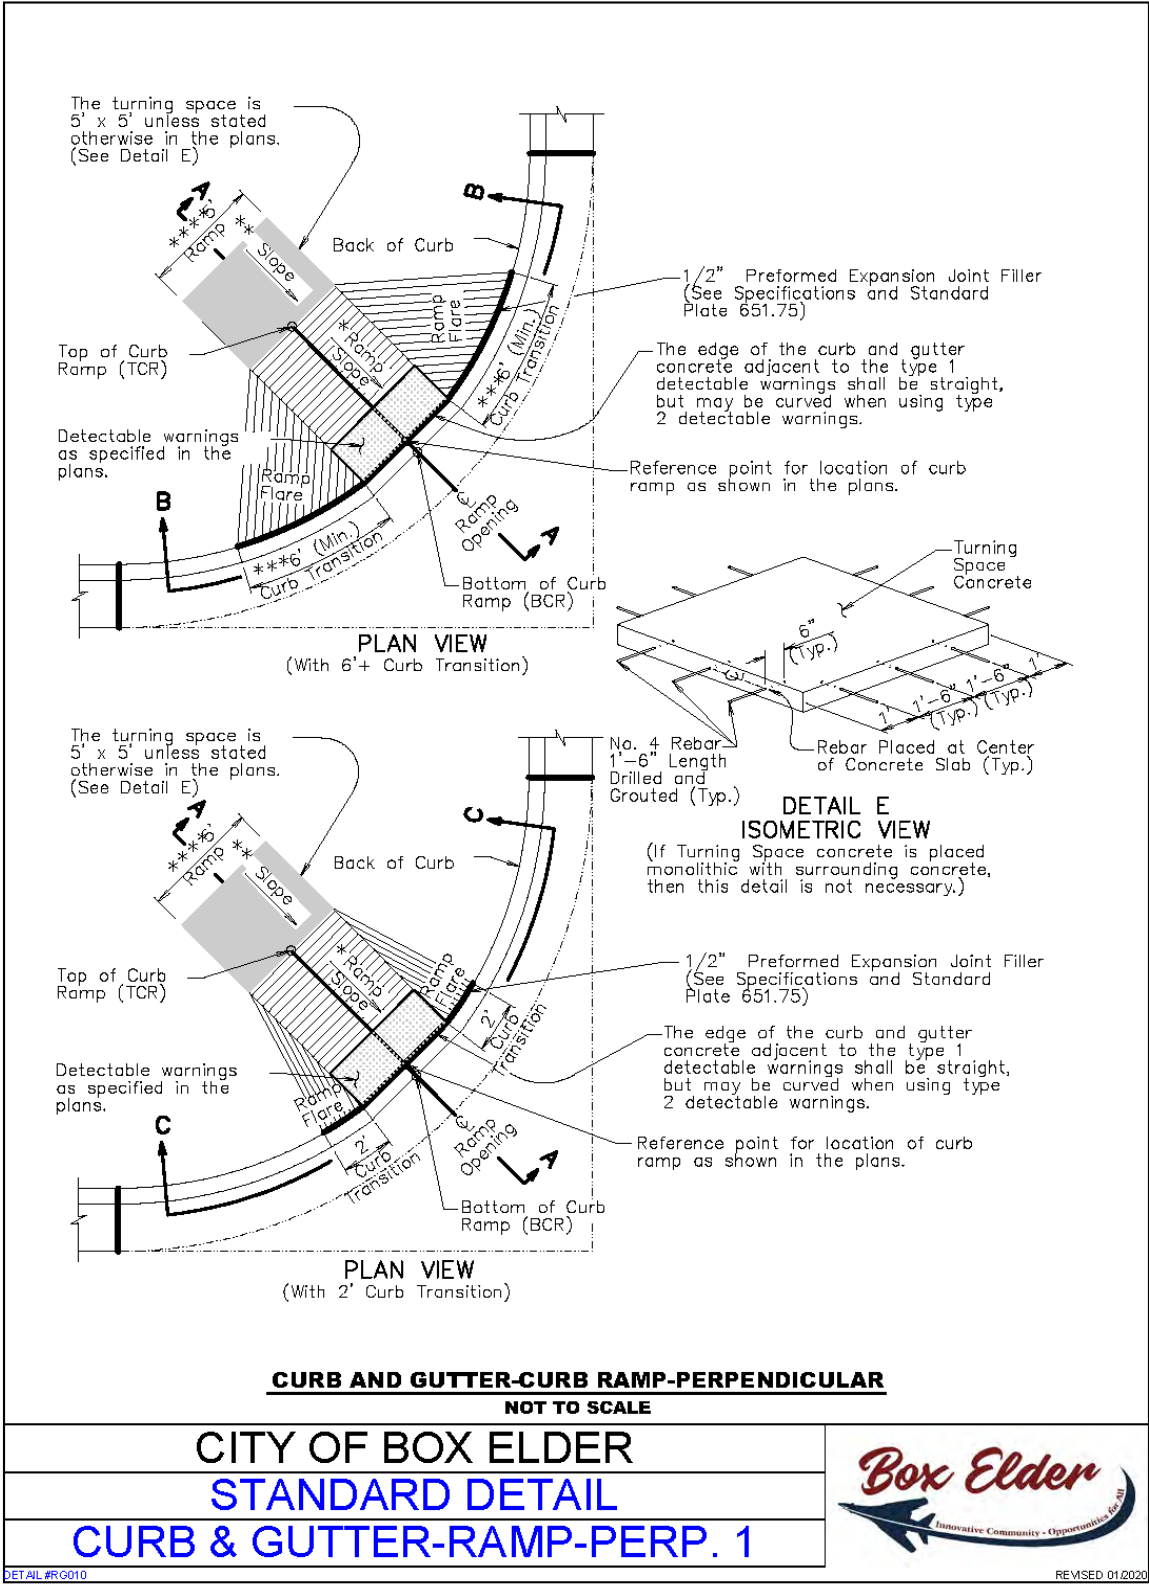 The turning space is
5' x 5' unless stated
otherwise in the plans.
(See Detail E)
A
****5'
Ramp
**
Slope
B
Back of Curb
1/2" Preformed Expansion Joint Filler
(See Specifications and Standard
Plate 651.75)
Ramp
Flare
***6' (Min.)
Curb Transition
Top of Curb
Ramp (TCR)
*Ramp
Slope
The edge of the curb and gutter
concrete adjacent to the type 1
detectable warnings shall be straight,
but may be curved when using type
2 detectable warnings.
Detectable warnings
as specified in the
plans.
Ramp
Flare
Reference point for location of curb
ramp as shown in the plans.
B
℄
Ramp
Opening
A
***6' (Min.)
Curb Transition
Bottom of Curb
Ramp (BCR)
PLAN VIEW
(With 6'+ Curb Transition)
Turning
Space
Concrete
6"
(Typ.)
3"
1'
1'-6"
(Typ.)
1'-6"
(Typ.)
1'
No. 4 Rebar
1'-6" Length
Drilled and
Grouted (Typ.)
Rebar Placed at Center
of Concrete Slab (Typ.)
DETAIL E
ISOMETRIC VIEW
(If Turning Space concrete is placed
monolithic with surrounding concrete,
then this detail is not necessary.)
The turning space is
5' x 5' unless stated
otherwise in the plans.
(See Detail E)
A
Ramp
**
Slope
C
Back of Curb
1/2" Preformed Expansion Joint Filler
(See Specifications and Standard
Plate 651.75)
Top of Curb
Ramp (TCR)
*Ramp
Slope
Ramp
Flare
2'
Curb
Transition
The edge of the curb and gutter
concrete adjacent to the type 1
detectable warnings shall be straight,
but may be curved when using type
2 detectable warnings.
Detectable warnings
as specified in the
plans.
Ramp
Flare
C
℄
Ramp
Opening
A
2'
Curb
Transition
Reference point for location of curb
ramp as shown in the plans.
Bottom of Curb
Ramp (BCR)
PLAN VIEW
(With 2' Curb Transition)
CURB AND GUTTER-CURB RAMP-PERPENDICULAR
NOT TO SCALE
CITY OF BOX ELDER
STANDARD DETAIL
CURB & GUTTER-RAMP-PERP. 1
Box Elder
Innovative Community - Opportunities for All
DETAIL #RG010
REVISED 01/2020